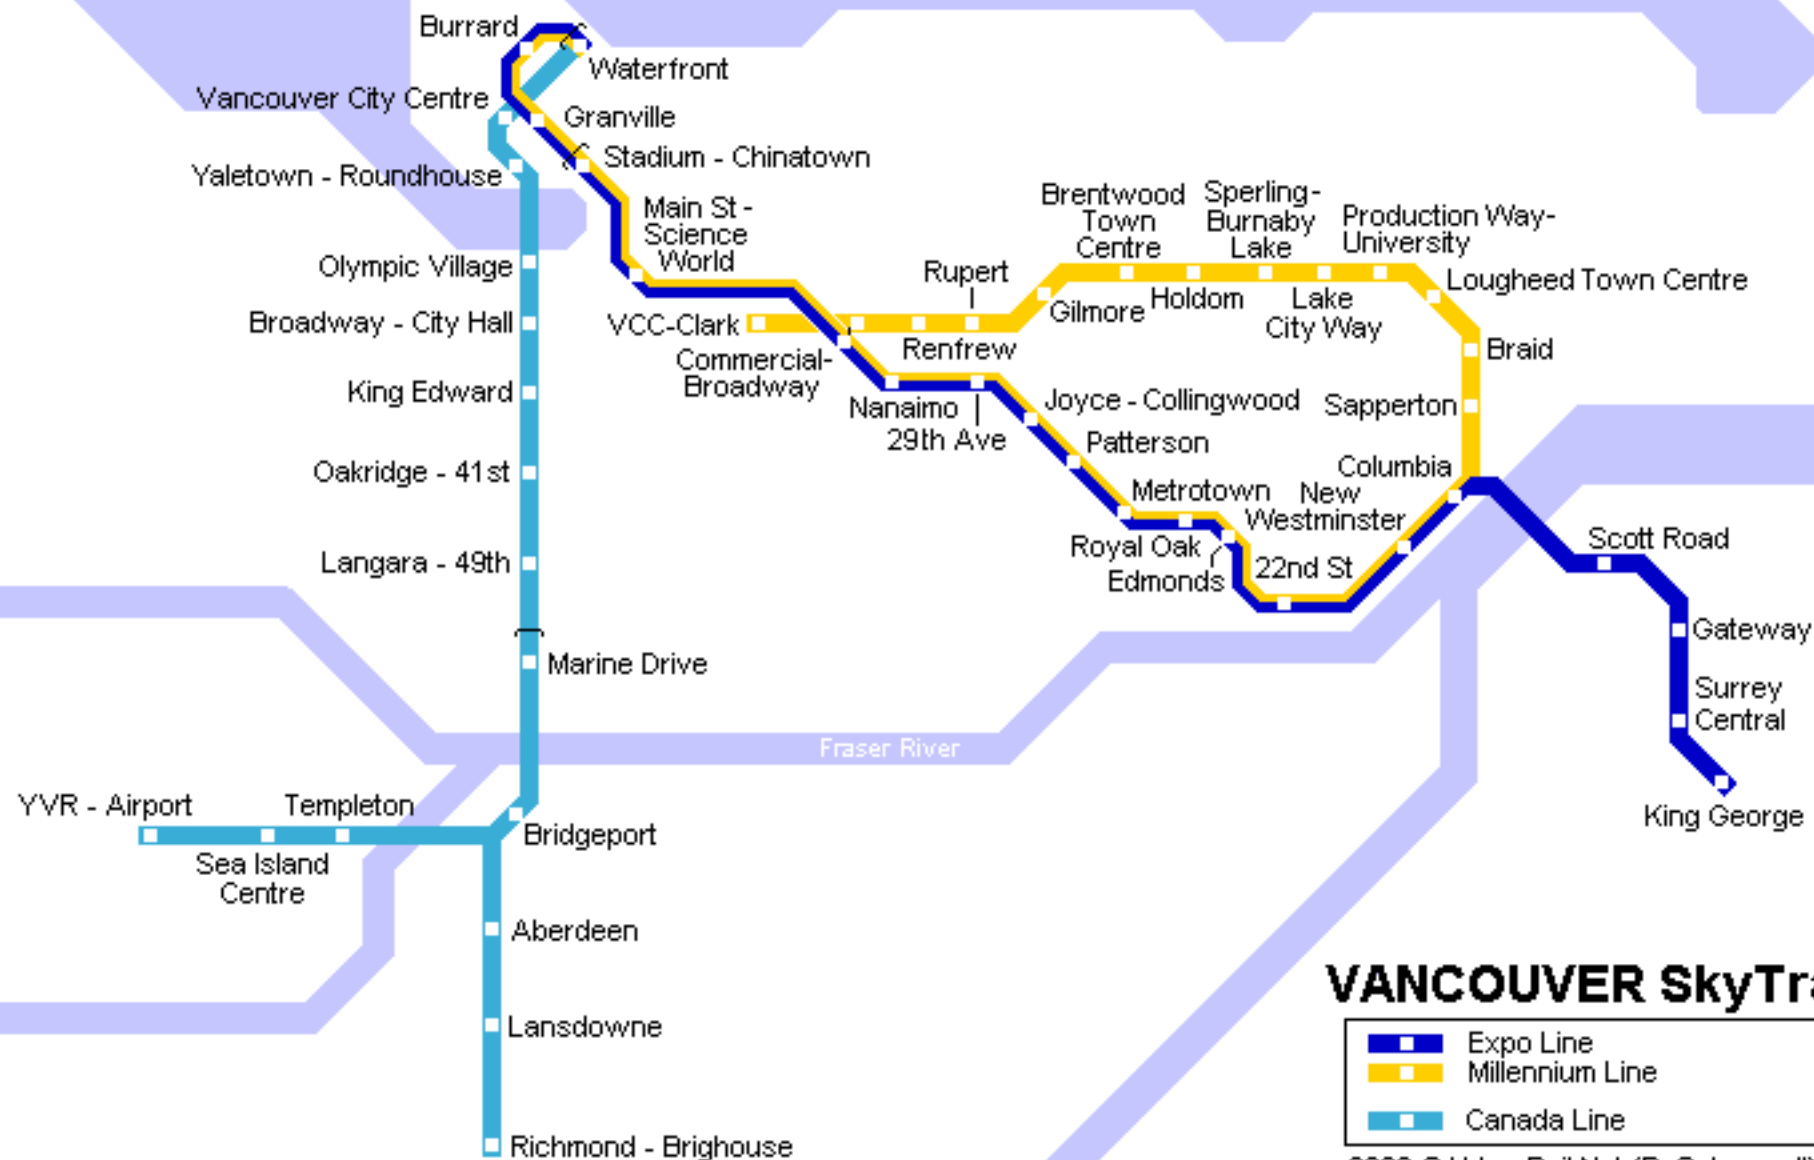 Burrard
Waterfront
Vancouver City Centre
Granville
Stadium - Chinatown
Yaletown - Roundhouse
Main St -
Science
World
Brentwood
Town
Centre
Sperling-
Burnaby
Lake
Production Way-
University
Olympic Village
Rupert
Lougheed Town Centre
Gilmore
Holdom
Lake
City Way
Broadway - City Hall
VCC-Clark
Renfrew
Braid
Commercial-
Broadway
King Edward
Nanaimo
29th Ave
Joyce - Collingwood
Sapperton
Patterson
Oakridge - 41st
Columbia
Metrotown
New
Westminster
Royal Oak
Edmonds
22nd St
Scott Road
Langara - 49th
Gateway
Marine Drive
Surrey
Central
Fraser River
YVR - Airport
Templeton
Bridgeport
King George
Sea Island
Centre
Aberdeen
Lansdowne
Richmond - Brighouse
VANCOUVER SkyTra
Expo Line
Millennium Line
Canada Line